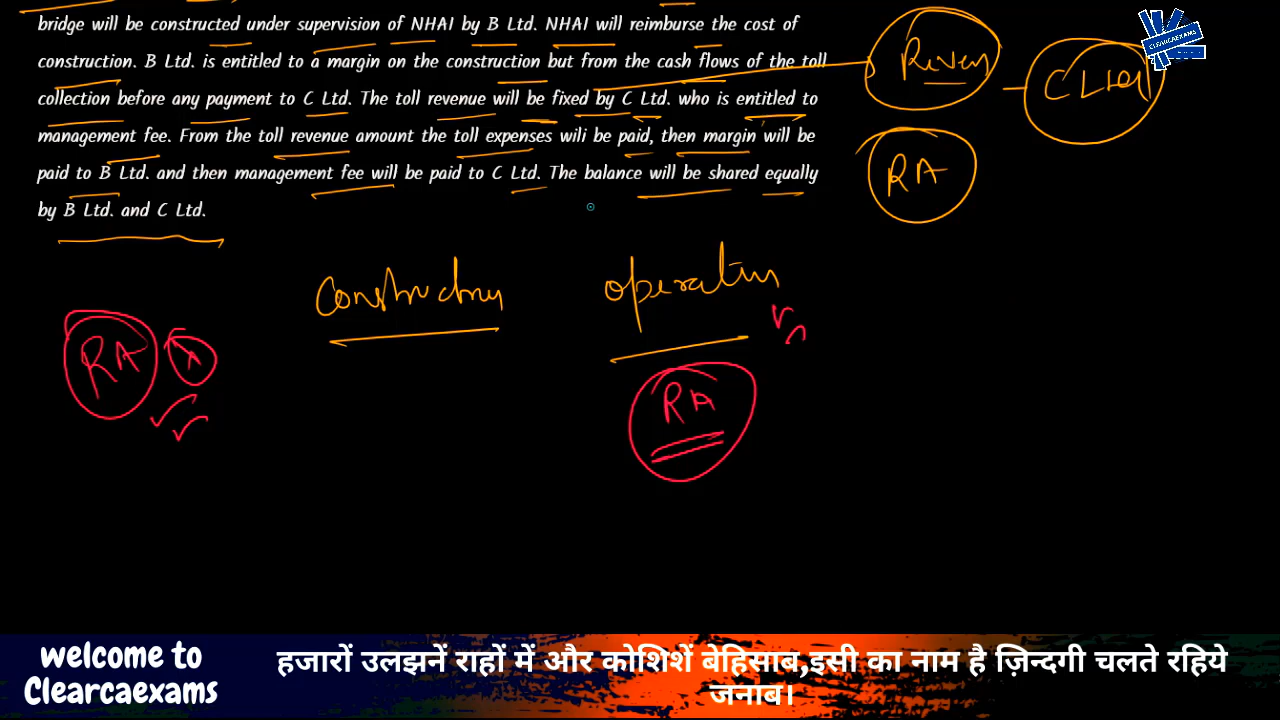 bridge will be constructed under supervision of NHAI by B Ltd. NHAI will reimburse the cost of
construction. B Ltd. is entitled to a margin on the construction but from the cash flows of the toll
collection before any payment to C Ltd. The toll revenue will be fixed by C Ltd. who is entitled to
management fee. From the toll revenue amount the toll expenses will be paid, then margin will be
paid to B Ltd. and then management fee will be paid to C Ltd. The balance will be shared equally
by B Ltd. and C Ltd.
CLEARCAEXAMS
C Ltd
RA
Construction
operation
RA
A
RA
welcome to
Clearcaexams
हजारों उलझनें राहों में और कोशिशें बेहिसाब,इसी का नाम है ज़िन्दगी चलते रहिये
जनाब।